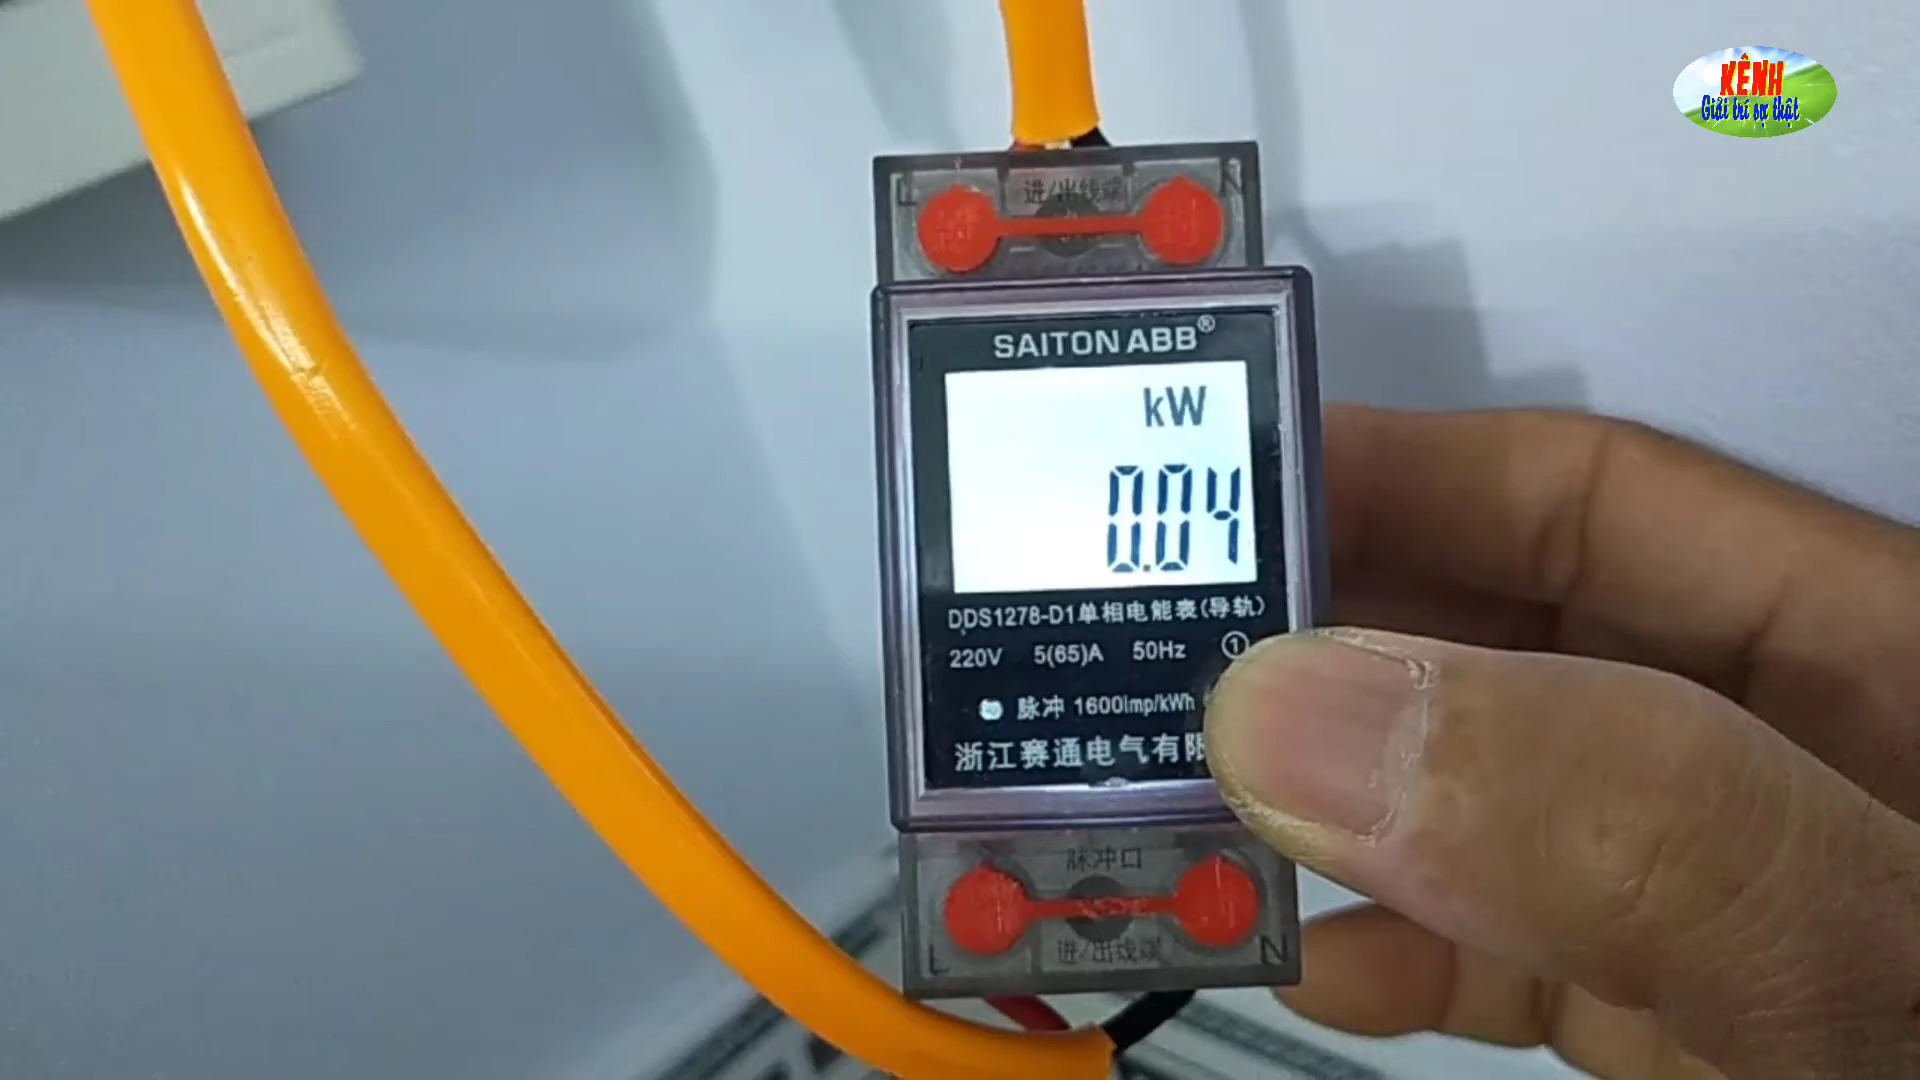 KÊNH
Giải trí sự thật
L 进/出线端 N
SAITON ABB®
kW
0.04
DDS1278-D1单相电能表(导轨)
220V 5(65)A 50Hz ①
脉冲 1600imp/kWh
浙江赛通电气有限
脉冲口
L 进/出线端 N